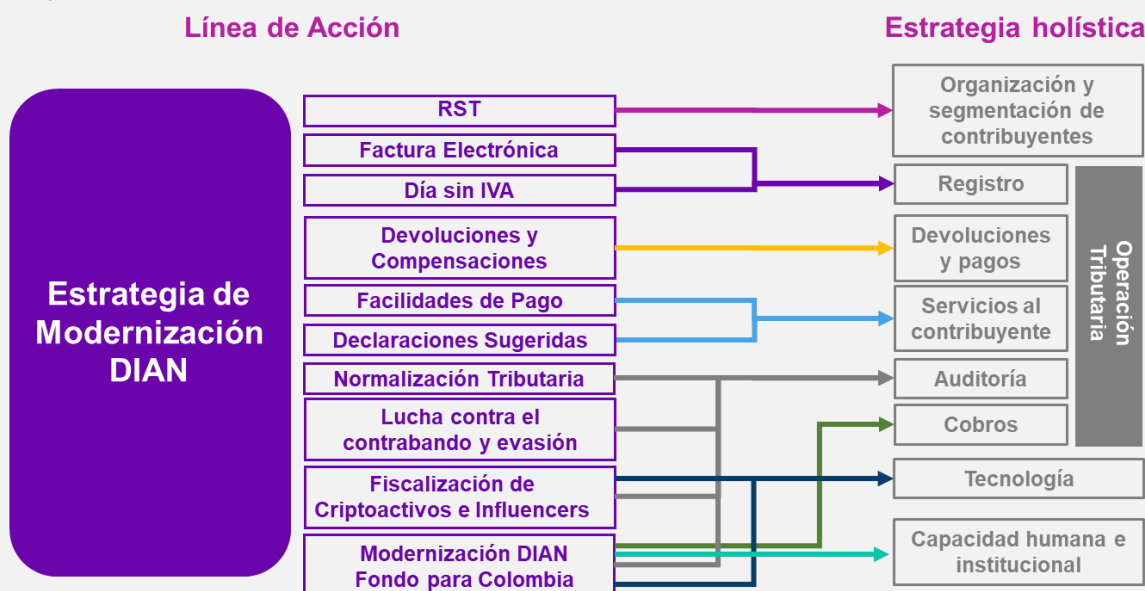 Línea de Acción
Estrategia holística
Estrategia de
Modernización
DIAN
RST
Factura Electrónica
Día sin IVA
Devoluciones y
Compensaciones
Facilidades de Pago
Declaraciones Sugeridas
Normalización Tributaria
Lucha contra el
contrabando y evasión
Fiscalización de
Criptoactivos e Influencers
Modernización DIAN
Fondo para Colombia
Organización y
segmentación de
contribuyentes
Registro
Devoluciones
y pagos
Servicios al
contribuyente
Auditoría
Cobros
Operación
Tributaria
Tecnología
Capacidad humana e
institucional